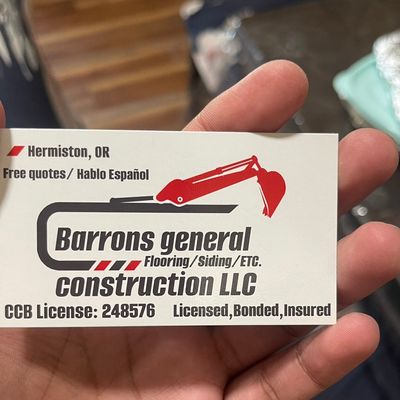 Hermiston, OR
Free quotes/ Hablo Español
Barrons general
Flooring/Siding/ETC.
construction LLC
CCB License: 248576 Licensed,Bonded,Insured